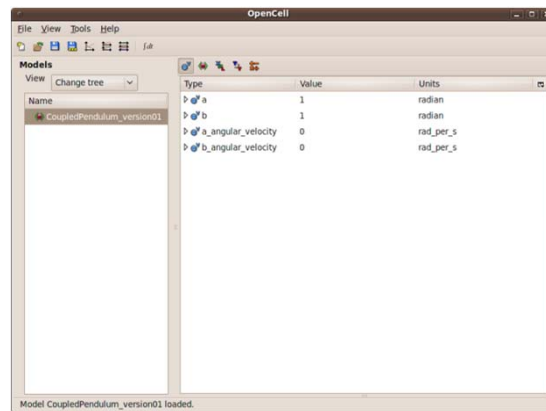 OpenCell
File View Tools Help
∫dt
Models
View Change tree
Name
CoupledPendulum_version01
Type Value Units
a 1 radian
b 1 radian
a_angular_velocity 0 rad_per_s
b_angular_velocity 0 rad_per_s
Model CoupledPendulum_version01 loaded.